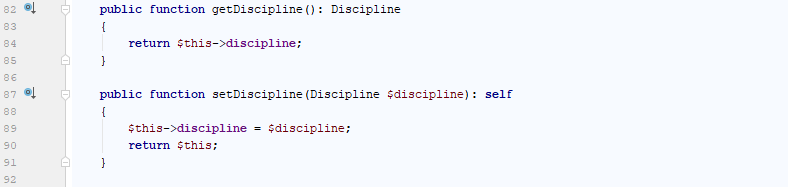 82 public function getDiscipline(): Discipline
83 {
84 return $this->discipline;
85 }
86
87 public function setDiscipline(Discipline $discipline): self
88 {
89 $this->discipline = $discipline;
90 return $this;
91 }
92